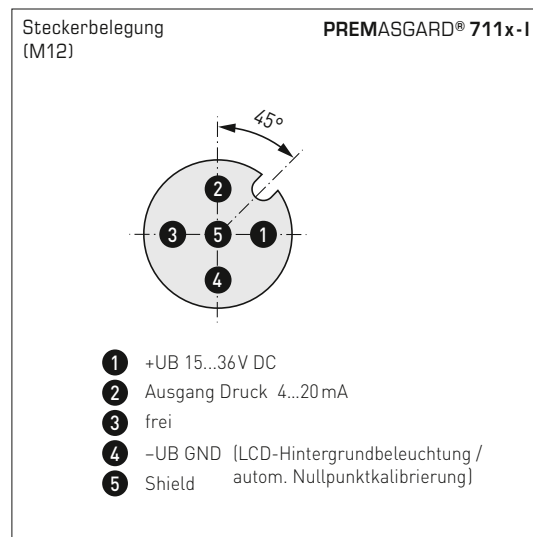 Steckerbelegung
(M12)
PREMASGARD® 711x-I
45°
2
3
5
1
4
1 +UB 15...36 V DC
2 Ausgang Druck 4...20 mA
3 frei
4 –UB GND (LCD-Hintergrundbeleuchtung /
autom. Nullpunktkalibrierung)
5 Shield